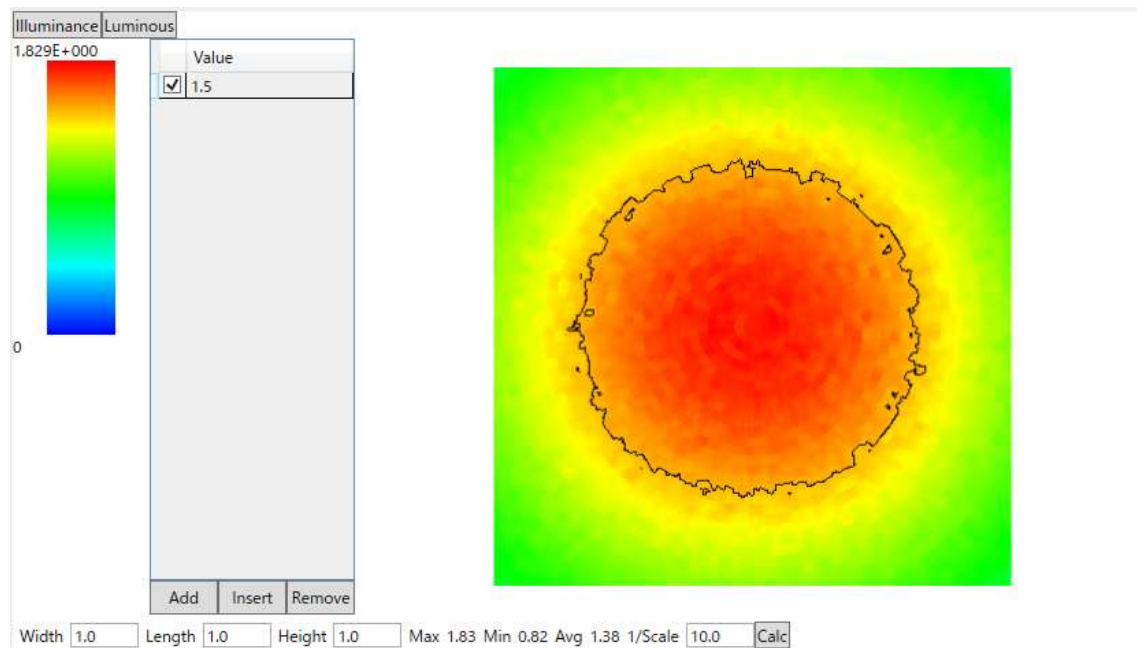 Illuminance Luminous
1.829E+000
Value
1.5
0
Add Insert Remove
Width 1.0 Length 1.0 Height 1.0 Max 1.83 Min 0.82 Avg 1.38 1/Scale 10.0 Calc